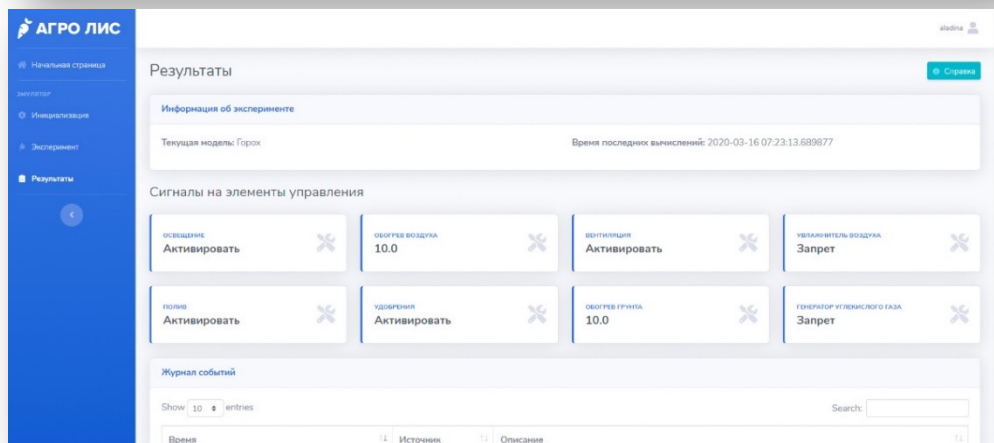 АГРО ЛИС
aladina
Начальная страница
ЭМУЛЯТОР
Инициализация
Эксперимент
Результаты
Результаты
Справка
Информация об эксперименте
Текущая модель: Горох
Время последних вычислений: 2020-03-16 07:23:13.689877
Сигналы на элементы управления
ОСВЕЩЕНИЕ
Активировать
ОБОГРЕВ ВОЗДУХА
10.0
ВЕНТИЛЯЦИЯ
Активировать
УВЛАЖНИТЕЛЬ ВОЗДУХА
Запрет
ПОЛИВ
Активировать
УДОБРЕНИЯ
Активировать
ОБОГРЕВ ГРУНТА
10.0
ГЕНЕРАТОР УГЛЕКИСЛОГО ГАЗА
Запрет
Журнал событий
Show 10 entries
Search:
Время
Источник
Описание